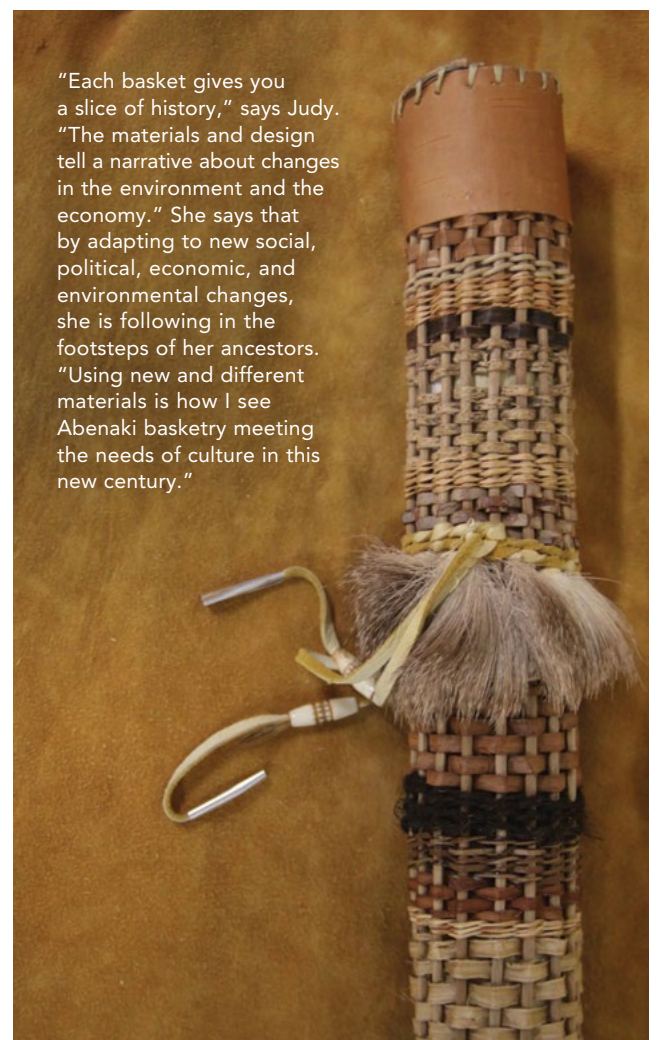 “Each basket gives you
a slice of history,” says Judy.
“The materials and design
tell a narrative about changes
in the environment and the
economy.” She says that
by adapting to new social,
political, economic, and
environmental changes,
she is following in the
footsteps of her ancestors.
“Using new and different
materials is how I see
Abenaki basketry meeting
the needs of culture in this
new century.”